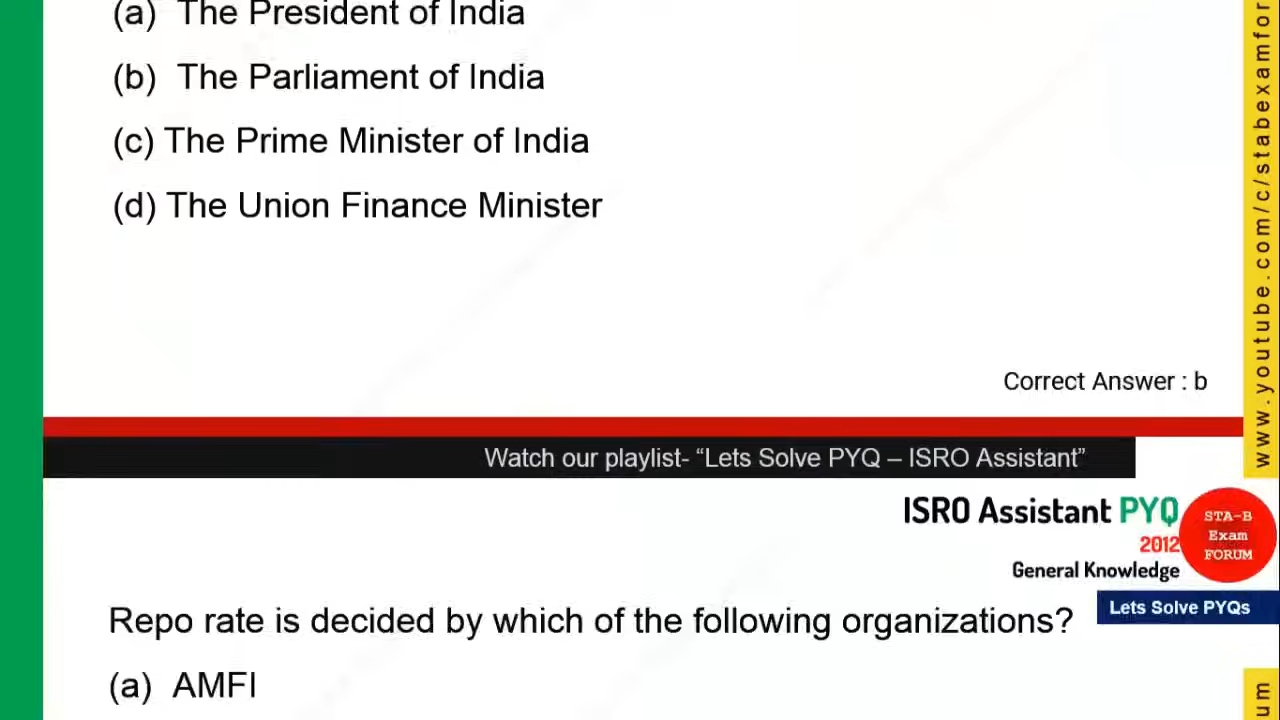 (a) The President of India
(b) The Parliament of India
(c) The Prime Minister of India
(d) The Union Finance Minister
Correct Answer : b
Watch our playlist- “Lets Solve PYQ – ISRO Assistant”
www.youtube.com/c/stabexamfor
ISRO Assistant PYQ
2012
General Knowledge
STA-B
Exam
FORUM
Lets Solve PYQs
Repo rate is decided by which of the following organizations?
(a) AMFI
um